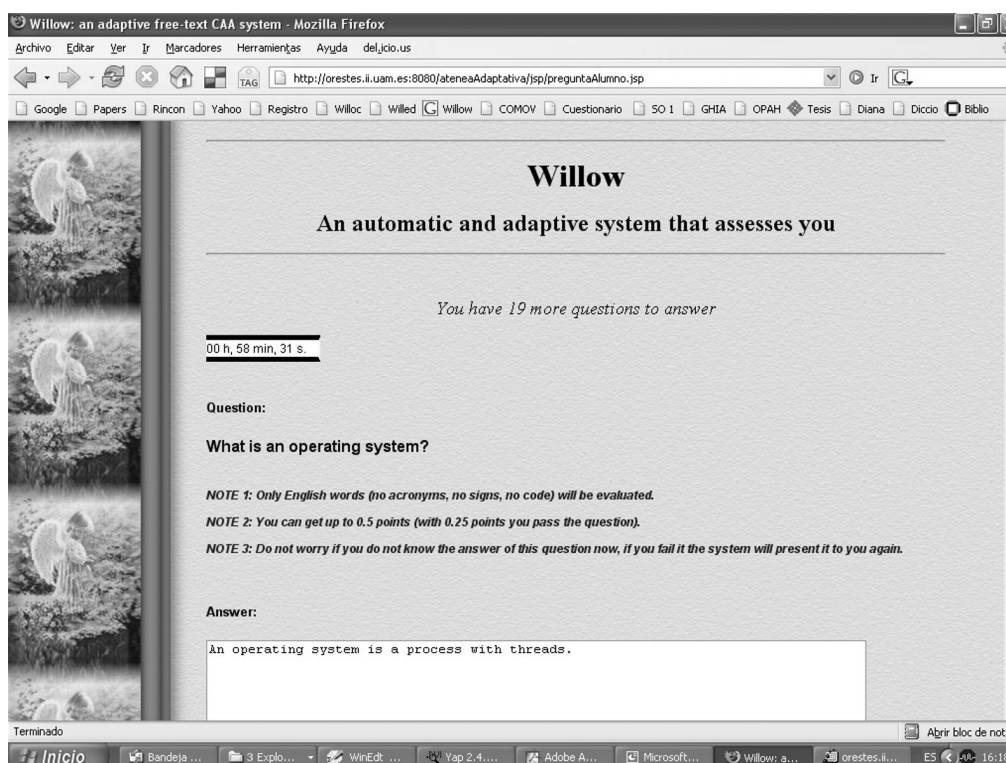 Willow: an adaptive free-text CAA system - Mozilla Firefox
Archivo Editar Ver Ir Marcadores Herramientas Ayuda del.icio.us
TAG http://orestes.ii.uam.es:8080/ateneaAdaptativa/jsp/preguntaAlumno.jsp Ir G
Google Papers Rincon Yahoo Registro Willoc Willed Willow COMOV Cuestionario SO 1 GHIA OPAH Tesis Diana Diccio Biblio
Willow
An automatic and adaptive system that assesses you
You have 19 more questions to answer
00 h, 58 min, 31 s.
Question:
What is an operating system?
NOTE 1: Only English words (no acronyms, no signs, no code) will be evaluated.
NOTE 2: You can get up to 0.5 points (with 0.25 points you pass the question).
NOTE 3: Do not worry if you do not know the answer of this question now, if you fail it the system will present it to you again.
Answer:
An operating system is a process with threads.
Terminado Abrir bloc de not
Inicio Bandeja ... 3 Explo... WinEdt ... Yap 2.4.... Adobe A... Microsoft... Willow: a... orestes.ii... ES